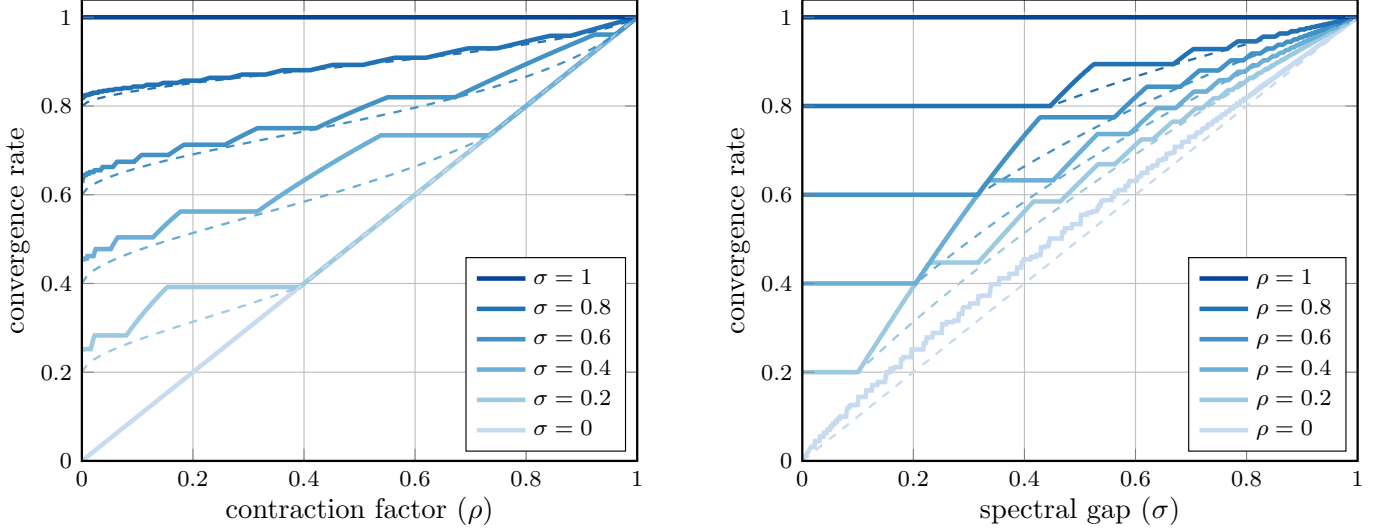 1
0.8
0.6
0.4
0.2
0
convergence rate
σ = 1
σ = 0.8
σ = 0.6
σ = 0.4
σ = 0.2
σ = 0
0 0.2 0.4 0.6 0.8 1
contraction factor (ρ)
1
0.8
0.6
0.4
0.2
0
convergence rate
ρ = 1
ρ = 0.8
ρ = 0.6
ρ = 0.4
ρ = 0.2
ρ = 0
0 0.2 0.4 0.6 0.8 1
spectral gap (σ)